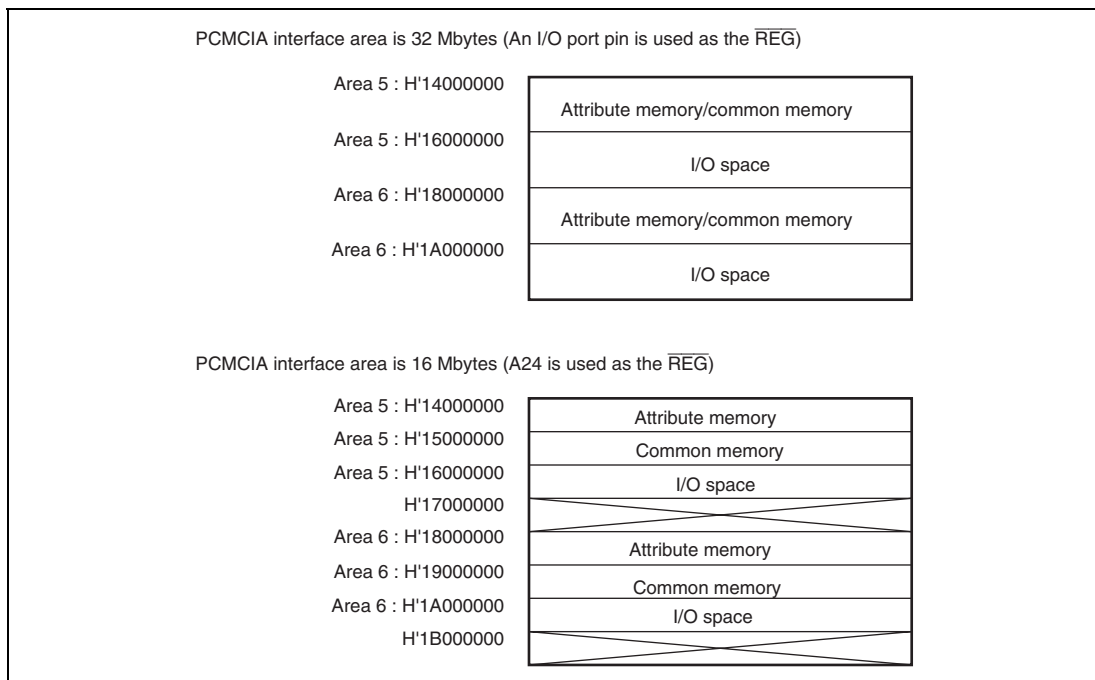 PCMCIA interface area is 32 Mbytes (An I/O port pin is used as the REG)
Area 5 : H'14000000
Attribute memory/common memory
Area 5 : H'16000000
I/O space
Area 6 : H'18000000
Attribute memory/common memory
Area 6 : H'1A000000
I/O space
PCMCIA interface area is 16 Mbytes (A24 is used as the REG)
Area 5 : H'14000000
Attribute memory
Area 5 : H'15000000
Common memory
Area 5 : H'16000000
I/O space
H'17000000
Area 6 : H'18000000
Attribute memory
Area 6 : H'19000000
Common memory
Area 6 : H'1A000000
I/O space
H'1B000000